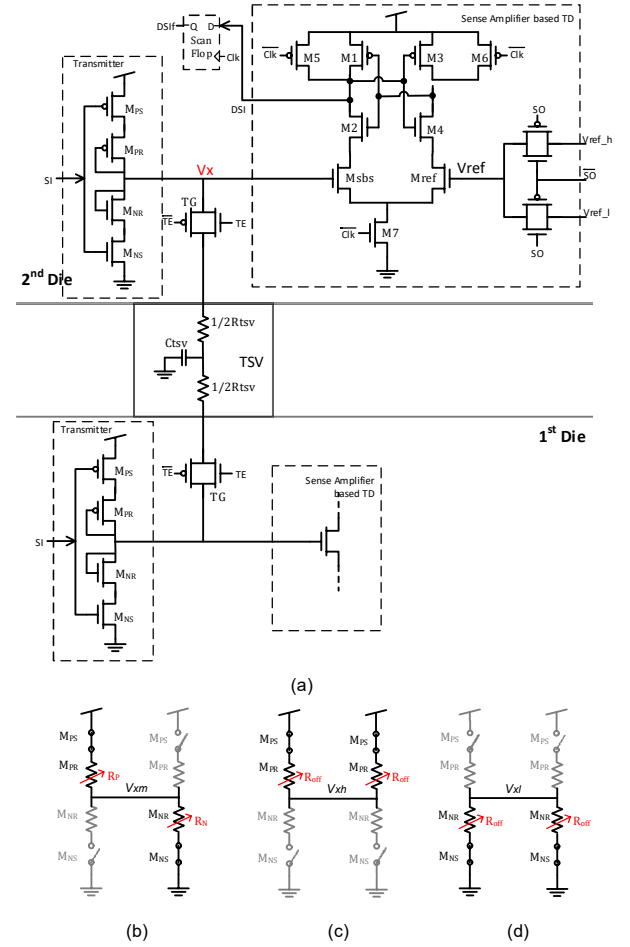 DSIf
Q
D
Scan
Flop
Clk
Sense Amplifier based TD
Clk
M5
M1
M3
M6
Clk
Transmitter
DSI
M2
M4
SO
MPS
MPR
Vref_h
SI
Vx
Msbs
Mref
Vref
SO
TG
MNR
TE
TE
Vref_l
Clk
M7
MNS
SO
2nd Die
1/2Rtsv
Ctsv
TSV
1/2Rtsv
Transmitter
1st Die
MPS
TE
TE
Sense Amplifier
based TD
TG
MPR
SI
MNR
MNS
(a)
MPS
MPS
MPS
MPS
MPS
MPS
MPR
RP
MPR
MPR
Roff
MPR
Roff
MPR
MPR
Vxm
Vxh
Vxl
MNR
MNR
RN
MNR
MNR
MNR
Roff
MNR
Roff
MNS
MNS
MNS
MNS
MNS
MNS
(b)
(c)
(d)